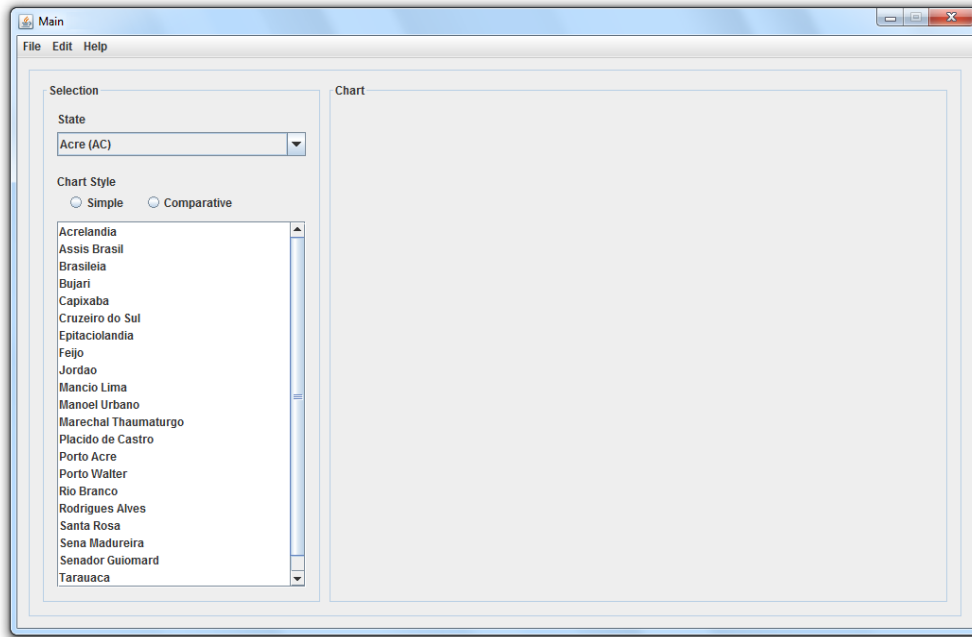 Main
File Edit Help
Selection
Chart
State
Acre (AC)
Chart Style
Simple Comparative
Acrelandia
Assis Brasil
Brasileia
Bujari
Capixaba
Cruzeiro do Sul
Epitaciolandia
Feijo
Jordao
Mancio Lima
Manoel Urbano
Marechal Thaumaturgo
Placido de Castro
Porto Acre
Porto Walter
Rio Branco
Rodrigues Alves
Santa Rosa
Sena Madureira
Senador Guiomard
Tarauaca